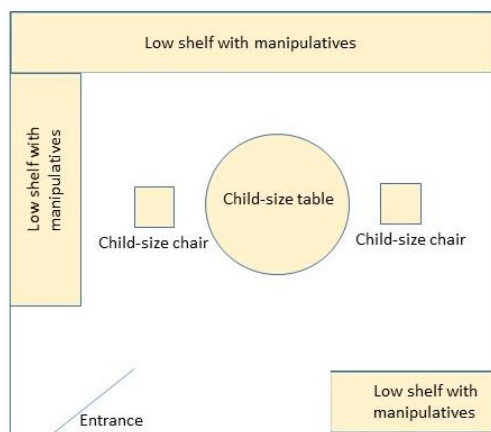 Low shelf with manipulatives
Low shelf with
manipulatives
Child-size table
Child-size chair
Child-size chair
Low shelf with
manipulatives
Entrance